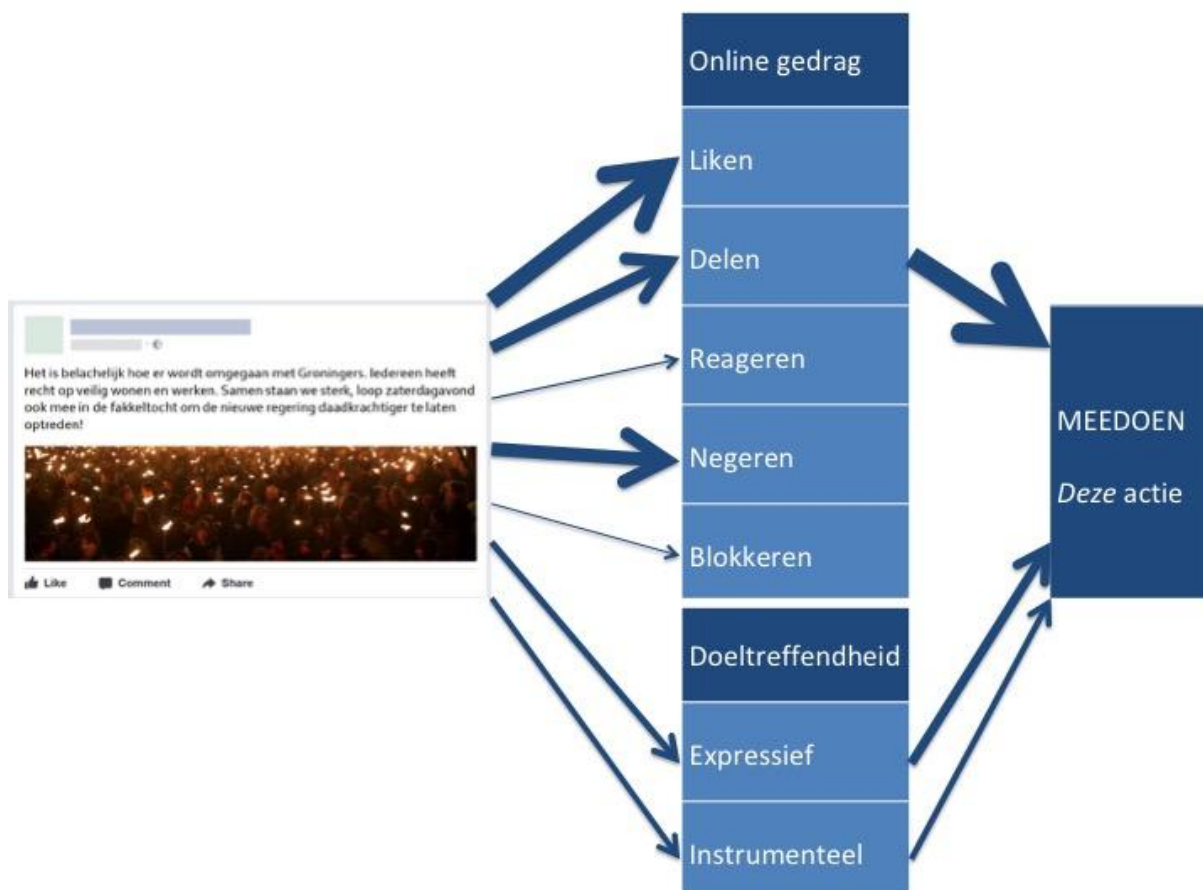 Online gedrag
Liken
Delen
Reageren
Negeren
Blokkeren
Doeltreffendheid
Expressief
Instrumenteel
Het is belachelijk hoe er wordt omgegaan met Groningers. Iedereen heeft
recht op veilig wonen en werken. Samen staan we sterk, loop zaterdagavond
ook mee in de fakkeltocht om de nieuwe regering daadkrachtiger te laten
optreden!
Like Comment Share
MEEDOEN
Deze actie